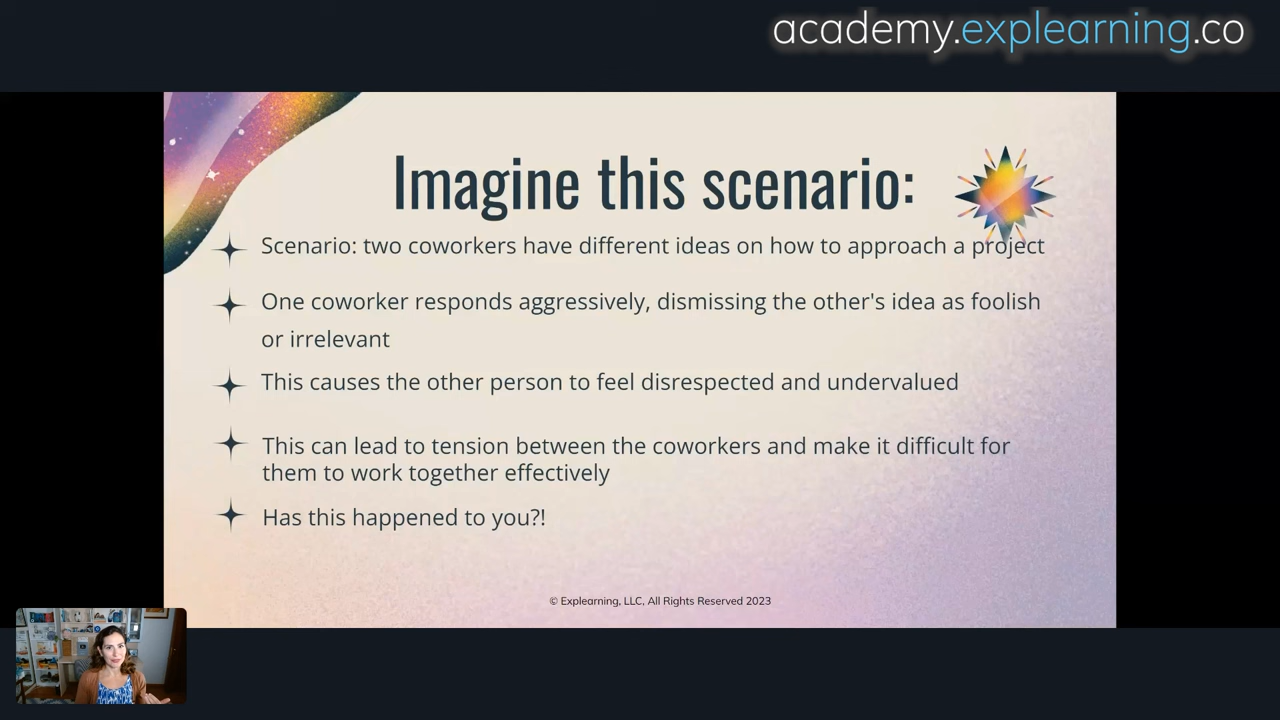 academy.explearning.co
Imagine this scenario:
Scenario: two coworkers have different ideas on how to approach a project
One coworker responds aggressively, dismissing the other's idea as foolish
or irrelevant
This causes the other person to feel disrespected and undervalued
This can lead to tension between the coworkers and make it difficult for
them to work together effectively
Has this happened to you?!
© Explearning, LLC, All Rights Reserved 2023